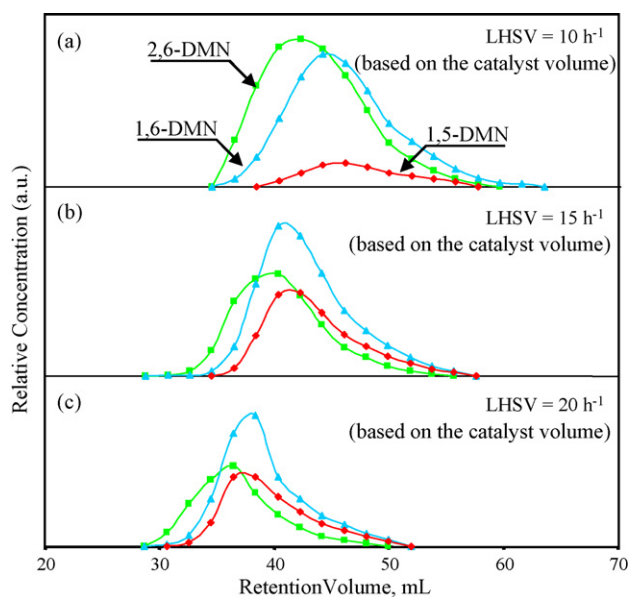 (a)
LHSV = 10 h⁻¹
(based on the catalyst volume)
2,6-DMN
1,6-DMN
1,5-DMN
(b)
LHSV = 15 h⁻¹
(based on the catalyst volume)
(c)
LHSV = 20 h⁻¹
(based on the catalyst volume)
Relative Concentration (a.u.)
20 30 40 50 60 70
RetentionVolume, mL